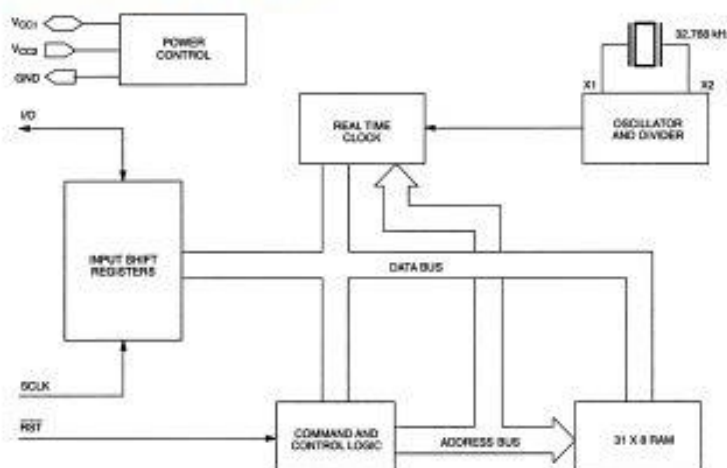 VCC1
VCC2
GND
POWER
CONTROL
32.768 kH
X1
X2
OSCILLATOR
AND DIVIDER
REAL TIME
CLOCK
I/O
INPUT SHIFT
REGISTERS
DATA BUS
SCLK
RST
COMMAND AND
CONTROL LOGIC
ADDRESS BUS
31 X 8 RAM